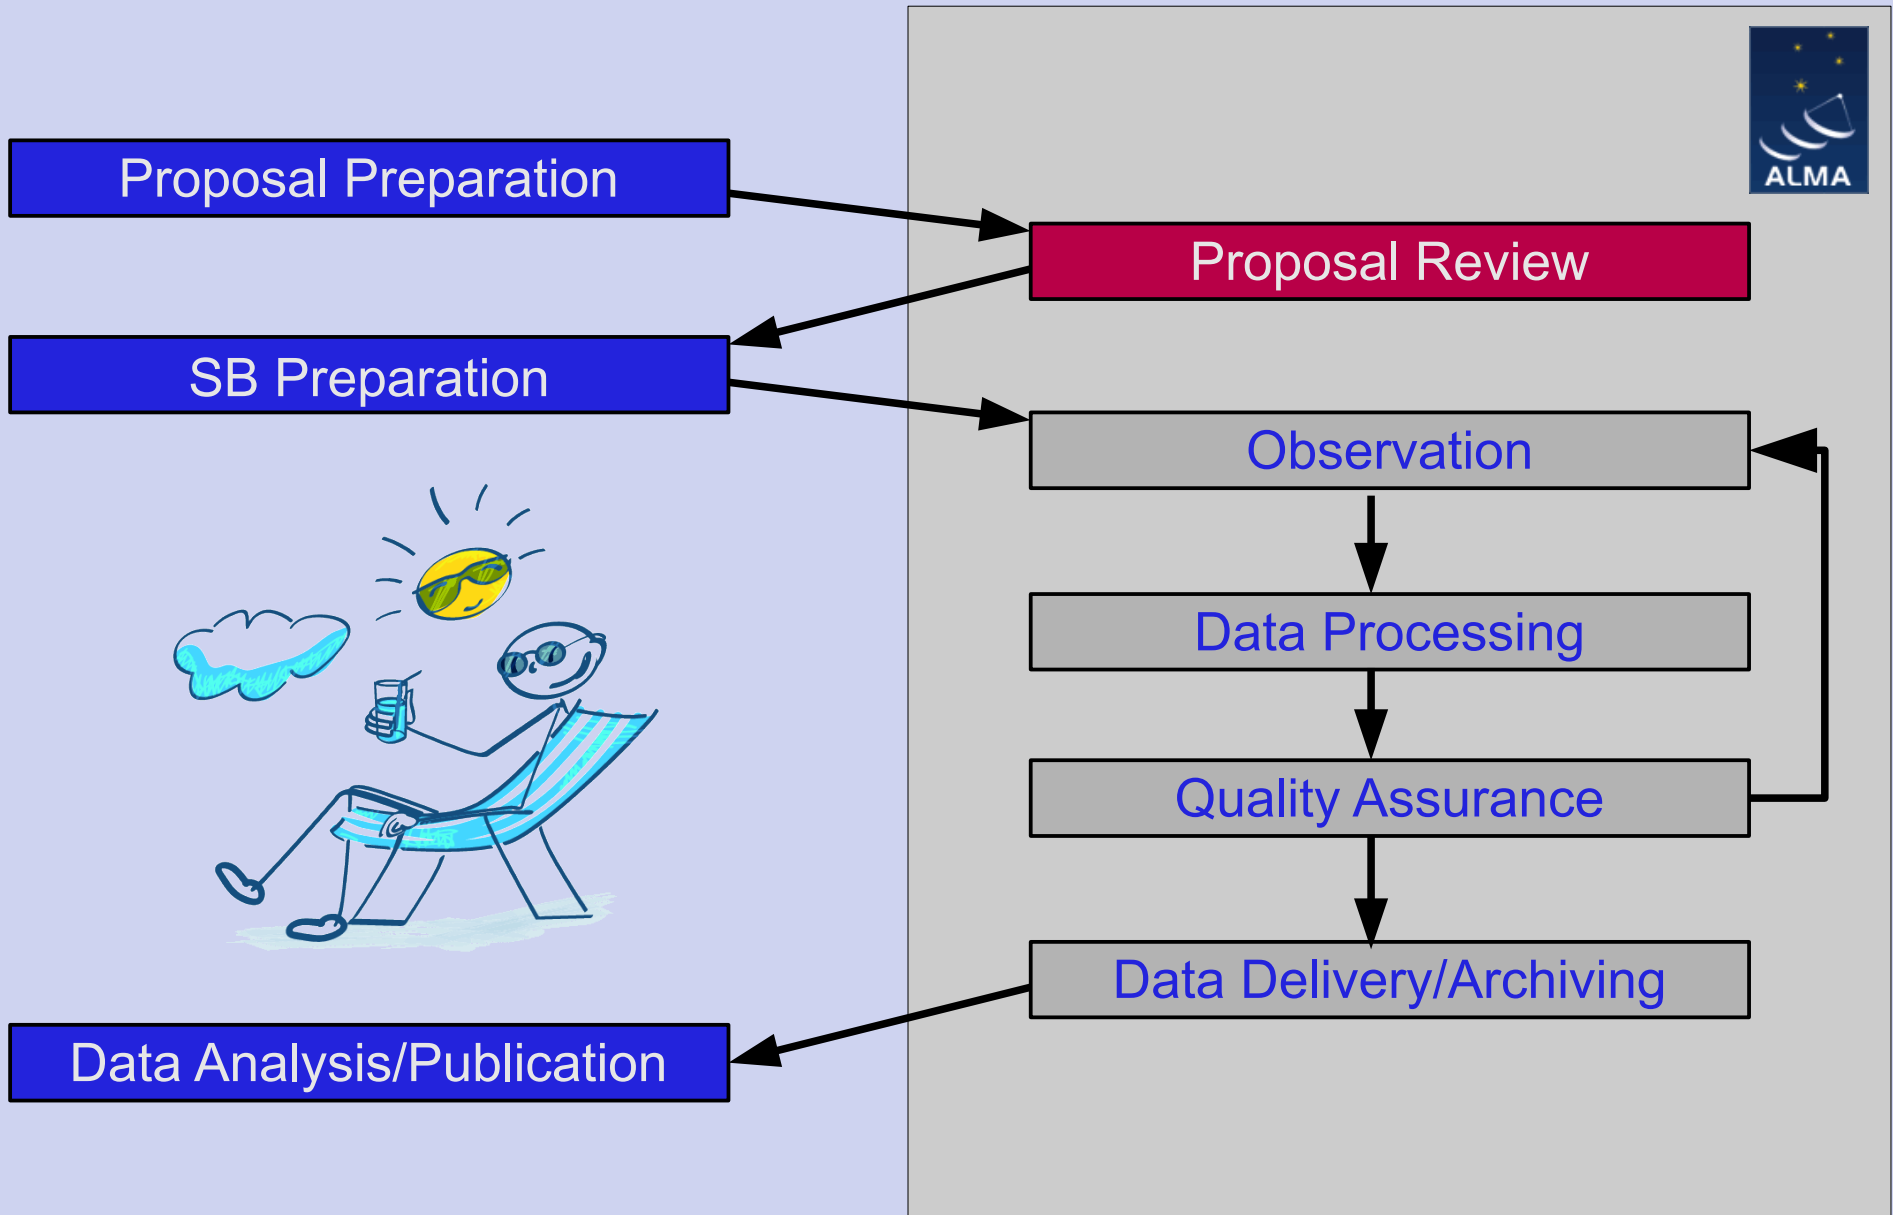 ALMA
Proposal Preparation
Proposal Review
SB Preparation
Observation
Data Processing
Quality Assurance
Data Delivery/Archiving
Data Analysis/Publication